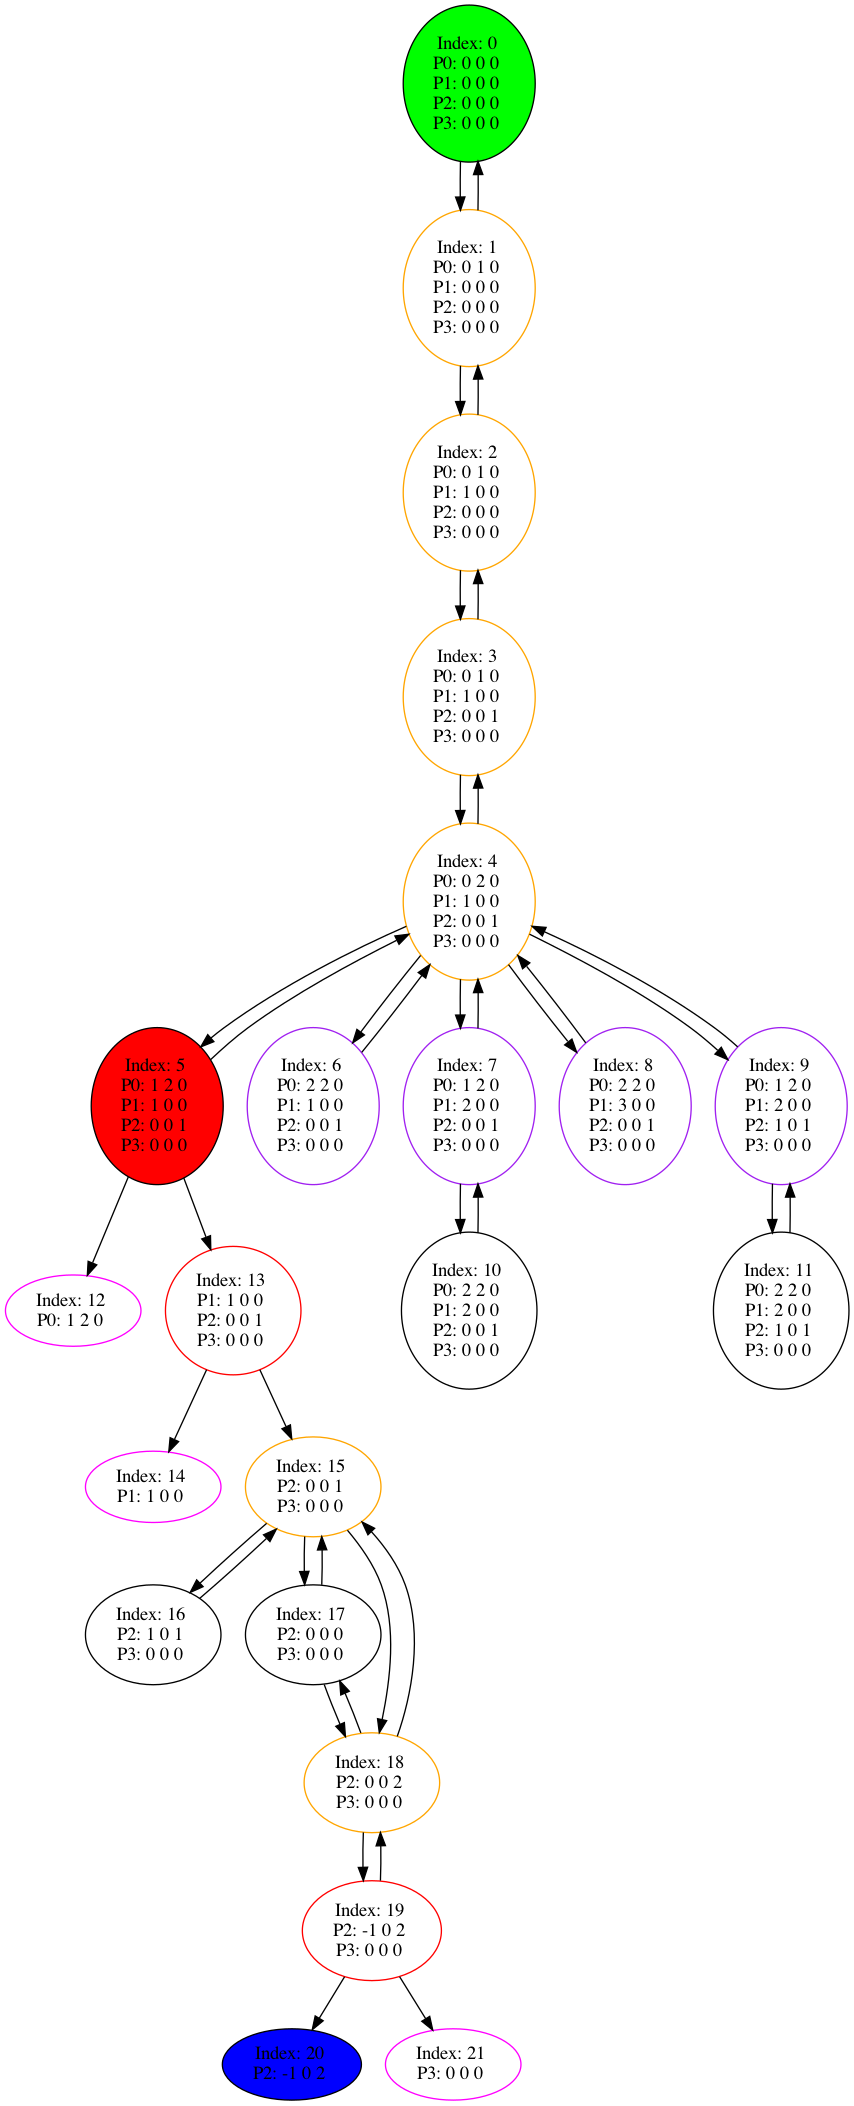 Index: 0
P0: 0 0 0
P1: 0 0 0
P2: 0 0 0
P3: 0 0 0
Index: 1
P0: 0 1 0
P1: 0 0 0
P2: 0 0 0
P3: 0 0 0
Index: 2
P0: 0 1 0
P1: 1 0 0
P2: 0 0 0
P3: 0 0 0
Index: 3
P0: 0 1 0
P1: 1 0 0
P2: 0 0 1
P3: 0 0 0
Index: 4
P0: 0 2 0
P1: 1 0 0
P2: 0 0 1
P3: 0 0 0
Index: 5
P0: 1 2 0
P1: 1 0 0
P2: 0 0 1
P3: 0 0 0
Index: 6
P0: 2 2 0
P1: 1 0 0
P2: 0 0 1
P3: 0 0 0
Index: 7
P0: 1 2 0
P1: 2 0 0
P2: 0 0 1
P3: 0 0 0
Index: 8
P0: 2 2 0
P1: 3 0 0
P2: 0 0 1
P3: 0 0 0
Index: 9
P0: 1 2 0
P1: 2 0 0
P2: 1 0 1
P3: 0 0 0
Index: 12
P0: 1 2 0
Index: 13
P1: 1 0 0
P2: 0 0 1
P3: 0 0 0
Index: 10
P0: 2 2 0
P1: 2 0 0
P2: 0 0 1
P3: 0 0 0
Index: 11
P0: 2 2 0
P1: 2 0 0
P2: 1 0 1
P3: 0 0 0
Index: 14
P1: 1 0 0
Index: 15
P2: 0 0 1
P3: 0 0 0
Index: 16
P2: 1 0 1
P3: 0 0 0
Index: 17
P2: 0 0 0
P3: 0 0 0
Index: 18
P2: 0 0 2
P3: 0 0 0
Index: 19
P2: -1 0 2
P3: 0 0 0
Index: 20
P2: -1 0 2
Index: 21
P3: 0 0 0